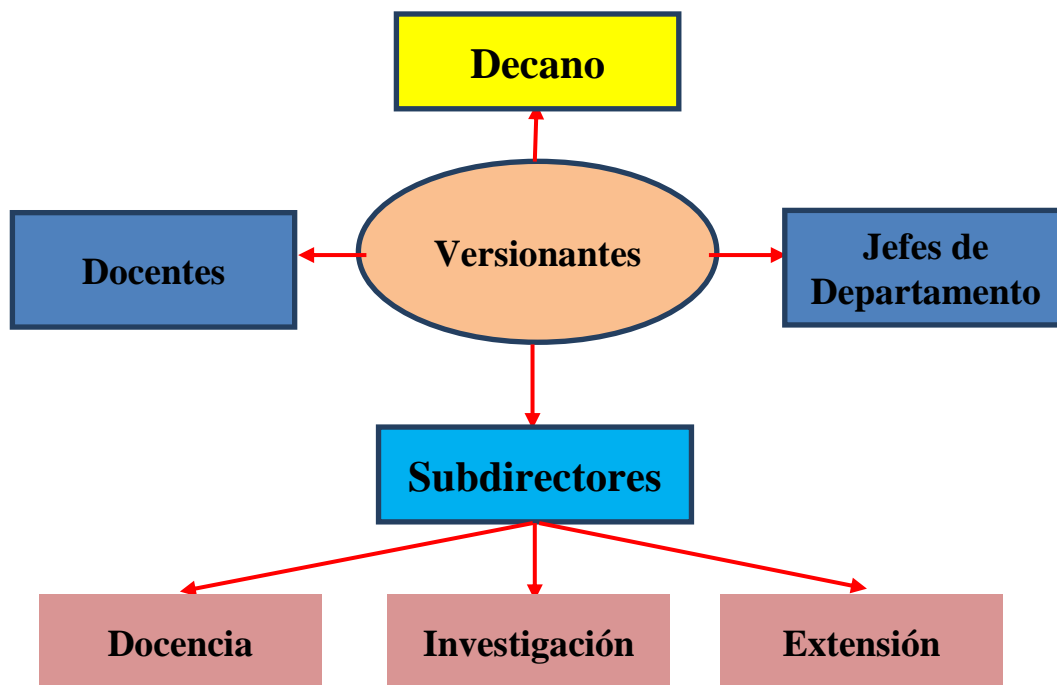 Decano
Docentes
Versionantes
Jefes de
Departamento
Subdirectores
Docencia
Investigación
Extensión